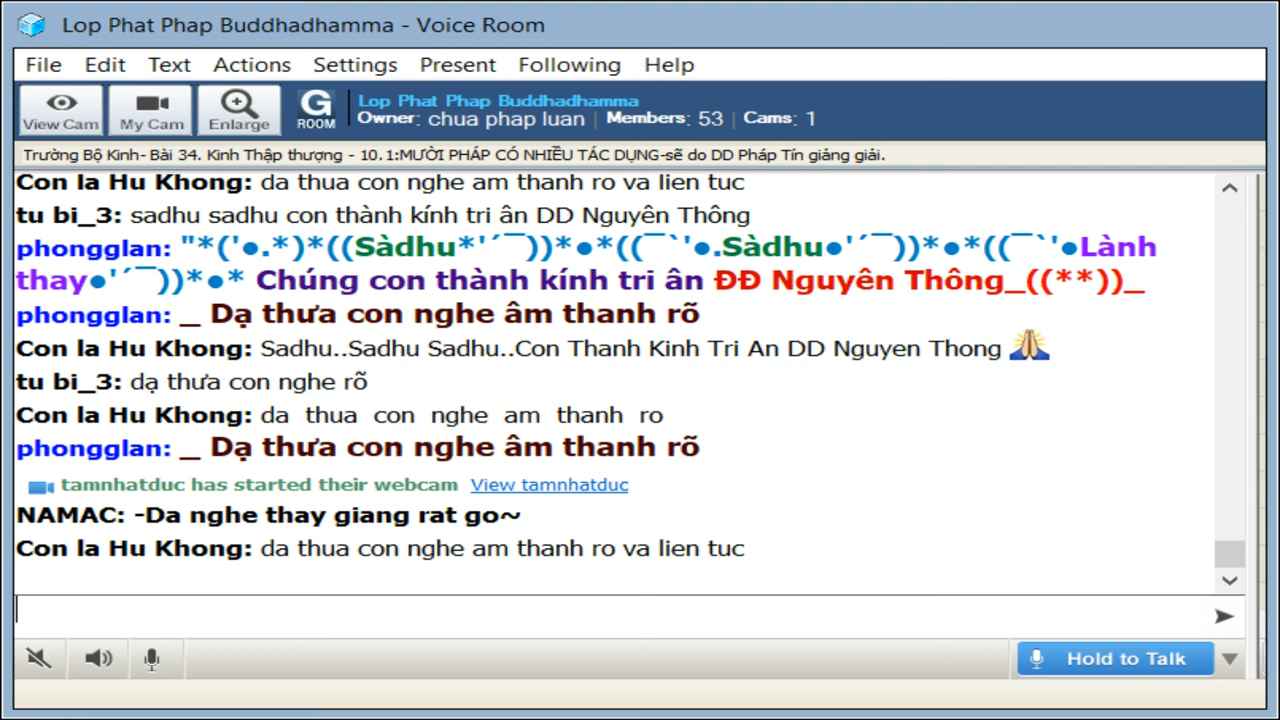 Lop Phat Phap Buddhadhamma - Voice Room
File Edit Text Actions Settings Present Following Help
View Cam My Cam Enlarge G ROOM
Lop Phat Phap Buddhadhamma
Owner: chua phap luan | Members: 53 | Cams: 1
Trường Bộ Kinh- Bài 34. Kinh Thập thượng - 10.1:MƯỜI PHÁP CÓ NHIỀU TÁC DỤNG-sẽ do DD Pháp Tín giảng giải.
Con la Hu Khong: da thua con nghe am thanh ro va lien tuc
tu bi_3: sadhu sadhu con thành kính tri ân DD Nguyên Thông
phongglan: "*('●.*)*((Sàdhu*'´¯))*●*((¯`'●.Sàdhu●'´¯))*●*((¯`'●Lành
thay●'´¯))*●* Chúng con thành kính tri ân ĐĐ Nguyên Thông_((**))_
phongglan: _ Dạ thưa con nghe âm thanh rõ
Con la Hu Khong: Sadhu..Sadhu Sadhu..Con Thanh Kinh Tri An DD Nguyen Thong 🙏
tu bi_3: dạ thưa con nghe rõ
Con la Hu Khong: da thua con nghe am thanh ro
phongglan: _ Dạ thưa con nghe âm thanh rõ
tamnhatduc has started their webcam View tamnhatduc
NAMAC: -Da nghe thay giang rat go~
Con la Hu Khong: da thua con nghe am thanh ro va lien tuc
Hold to Talk